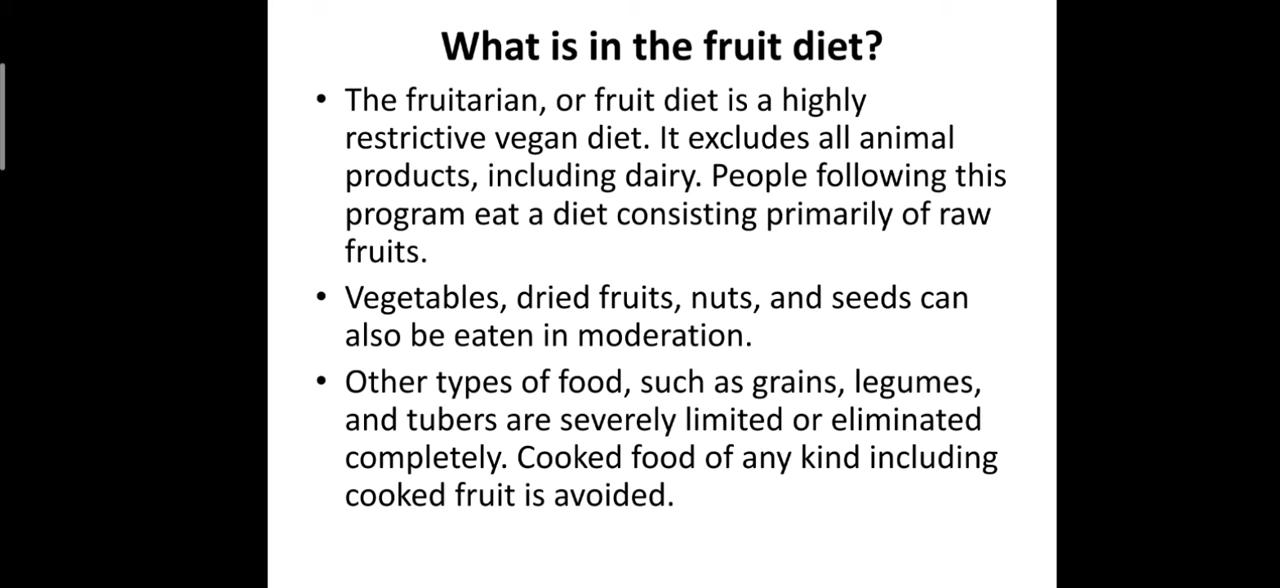 What is in the fruit diet?
• The fruitarian, or fruit diet is a highly
restrictive vegan diet. It excludes all animal
products, including dairy. People following this
program eat a diet consisting primarily of raw
fruits.
• Vegetables, dried fruits, nuts, and seeds can
also be eaten in moderation.
• Other types of food, such as grains, legumes,
and tubers are severely limited or eliminated
completely. Cooked food of any kind including
cooked fruit is avoided.